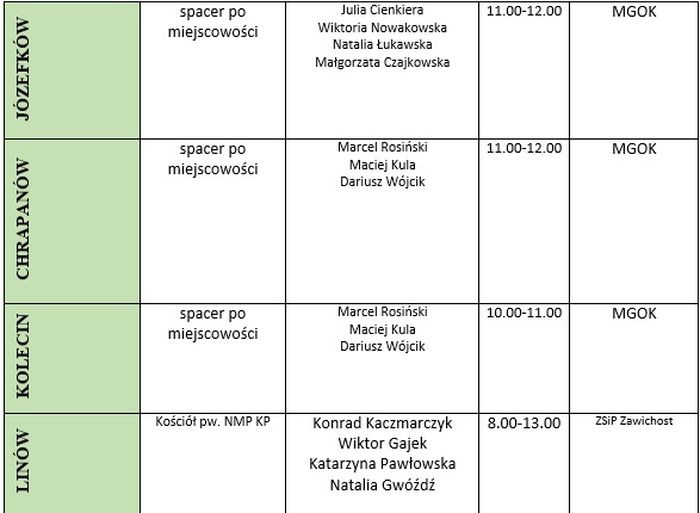 JÓZEFKÓW
spacer po
miejscowości
Julia Cienkiera
Wiktoria Nowakowska
Natalia Łukawska
Małgorzata Czajkowska
11.00-12.00
MGOK
CHRAPANÓW
spacer po
miejscowości
Marcel Rosiński
Maciej Kula
Dariusz Wójcik
11.00-12.00
MGOK
KOLECIN
spacer po
miejscowości
Marcel Rosiński
Maciej Kula
Dariusz Wójcik
10.00-11.00
MGOK
LINÓW
Kościół pw. NMP KP
Konrad Kaczmarczyk
Wiktor Gajek
Katarzyna Pawłowska
Natalia Gwóźdź
8.00-13.00
ZSiP Zawichost